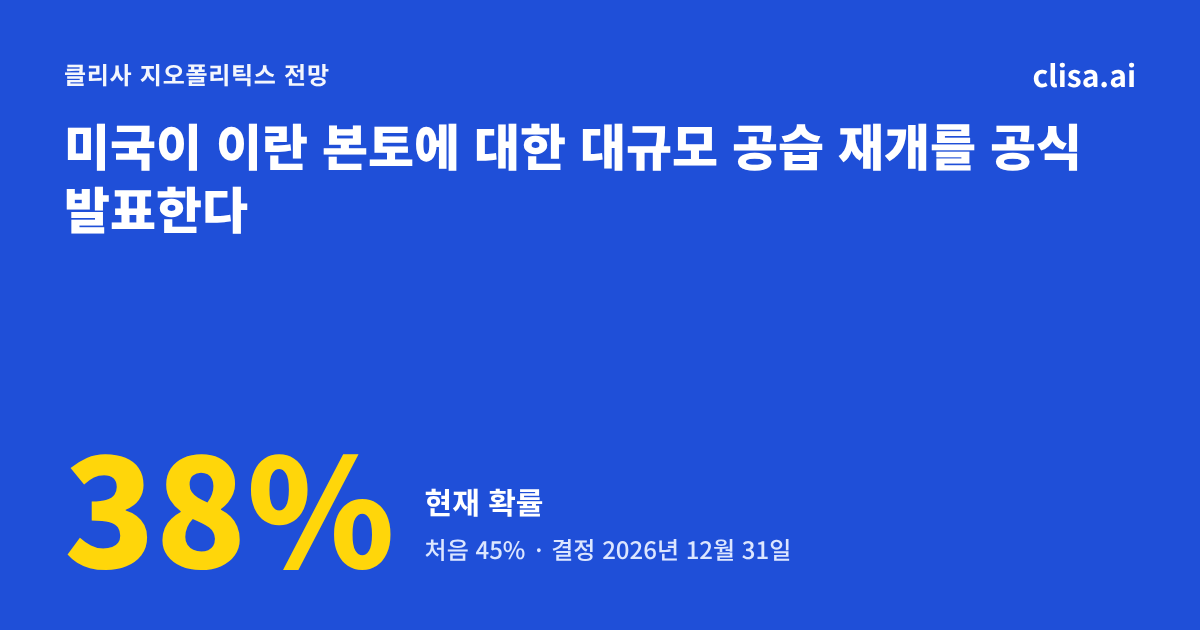 클리사 지오폴리틱스 전망
clisa.ai
미국이 이란 본토에 대한 대규모 공습 재개를 공식
발표한다
38%
현재 확률
처음 45% · 결정 2026년 12월 31일